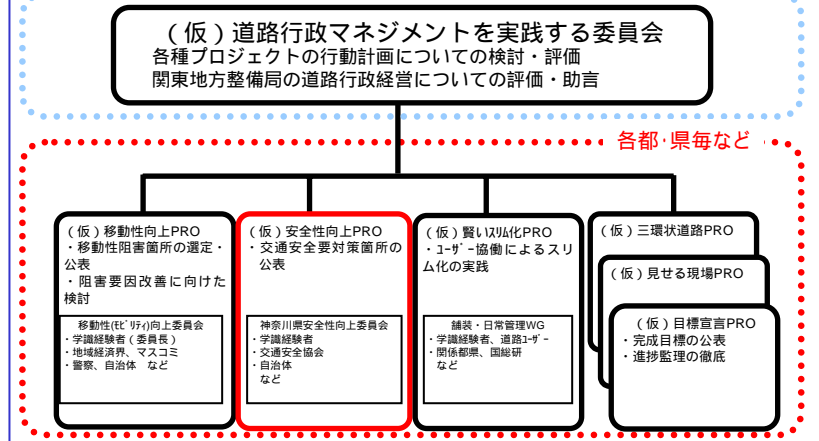 （仮）道路行政マネジメントを実践する委員会
各種プロジェクトの行動計画についての検討・評価
関東地方整備局の道路行政経営についての評価・助言
各都・県毎など
（仮）移動性向上PRO
・移動性阻害箇所の選定・
公表
・阻害要因改善に向けた
検討
移動性(ﾓﾋﾞﾘﾃｨ)向上委員会
・学識経験者（委員長）
・地域経済界、マスコミ
・警察、自治体　など
（仮）安全性向上PRO
・交通安全要対策箇所の
公表
神奈川県安全性向上委員会
・学識経験者
・交通安全協会
・自治体
など
（仮）賢いｽﾘﾑ化PRO
・ﾕｰｻﾞｰ協働によるスリ
ム化の実践
舗装・日常管理WG
・学識経験者、道路ﾕｰｻﾞｰ
・関係都県、国総研
など
（仮）三環状道路PRO
（仮）見せる現場PRO
（仮）目標宣言PRO
・完成目標の公表
・進捗監理の徹底